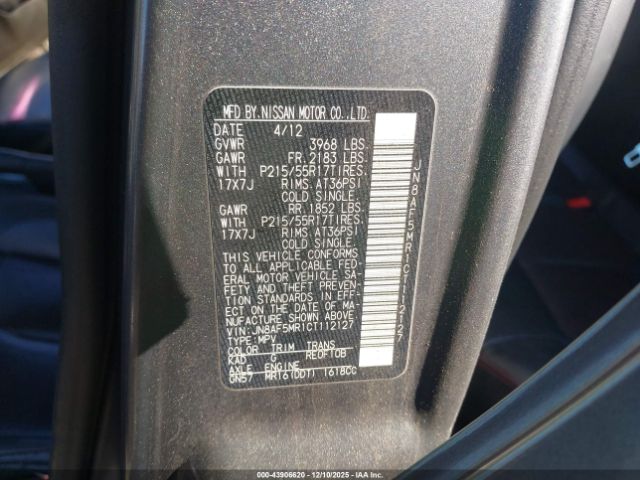 MFD BY.NISSAN MOTOR CO.,LTD.
DATE 4/12
GVWR 3968 LBS.
GAWR FR.2183 LBS.
WITH P215/55R17TIRES.
17X7J RIMS.AT36PSI
COLD SINGLE.
GAWR RR.1852 LBS.
WITH P215/55R17TIRES.
17X7J RIMS.AT36PSI
COLD SINGLE.
THIS VEHICLE CONFORMS
TO ALL APPLICABLE FED-
ERAL MOTOR VEHICLE SA-
FETY AND THEFT PREVEN-
TION STANDARDS IN EFF-
ECT ON THE DATE OF MA-
NUFACTURE SHOWN ABOVE.
VIN:JN8AF5MR1CT112127
TYPE:MPV
COLOR TRIM TRANS
KAD G RE0FT0B
AXLE ENGINE
GN57 MR16(DDT) 1618CC
JN8AF5MR1CT112127
000-43906620 - 12/10/2025 - IAA Inc. ©Copyright